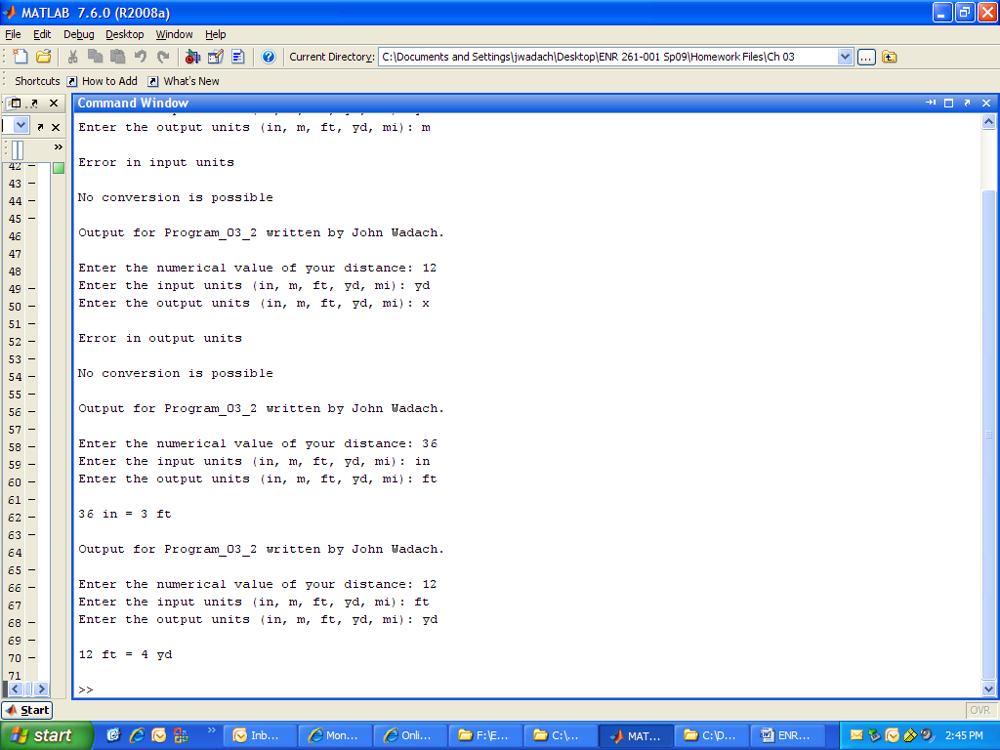 MATLAB 7.6.0 (R2008a)
File Edit Debug Desktop Window Help
Current Directory: C:\Documents and Settings\jwadach\Desktop\ENR 261-001 Sp09\Homework Files\Ch 03 ...
Shortcuts How to Add What's New
Command Window
Enter the output units (in, m, ft, yd, mi): m
Error in input units
No conversion is possible
Output for Program_03_2 written by John Wadach.
Enter the numerical value of your distance: 12
Enter the input units (in, m, ft, yd, mi): yd
Enter the output units (in, m, ft, yd, mi): x
Error in output units
No conversion is possible
Output for Program_03_2 written by John Wadach.
Enter the numerical value of your distance: 36
Enter the input units (in, m, ft, yd, mi): in
Enter the output units (in, m, ft, yd, mi): ft
36 in = 3 ft
Output for Program_03_2 written by John Wadach.
Enter the numerical value of your distance: 12
Enter the input units (in, m, ft, yd, mi): ft
Enter the output units (in, m, ft, yd, mi): yd
12 ft = 4 yd
>>
»
42 –
43 –
44 –
45 –
46
47
48
49 –
50 –
51 –
52 –
53 –
54 –
55 –
56 –
57 –
58 –
59 –
60 –
61 –
62 –
63 –
64
65 –
66 –
67
68 –
69 –
70 –
71
Start
OVR
start » Inb... Mon... Onli... F:\E... C:\... MAT... C:\D... ENR... 2:45 PM